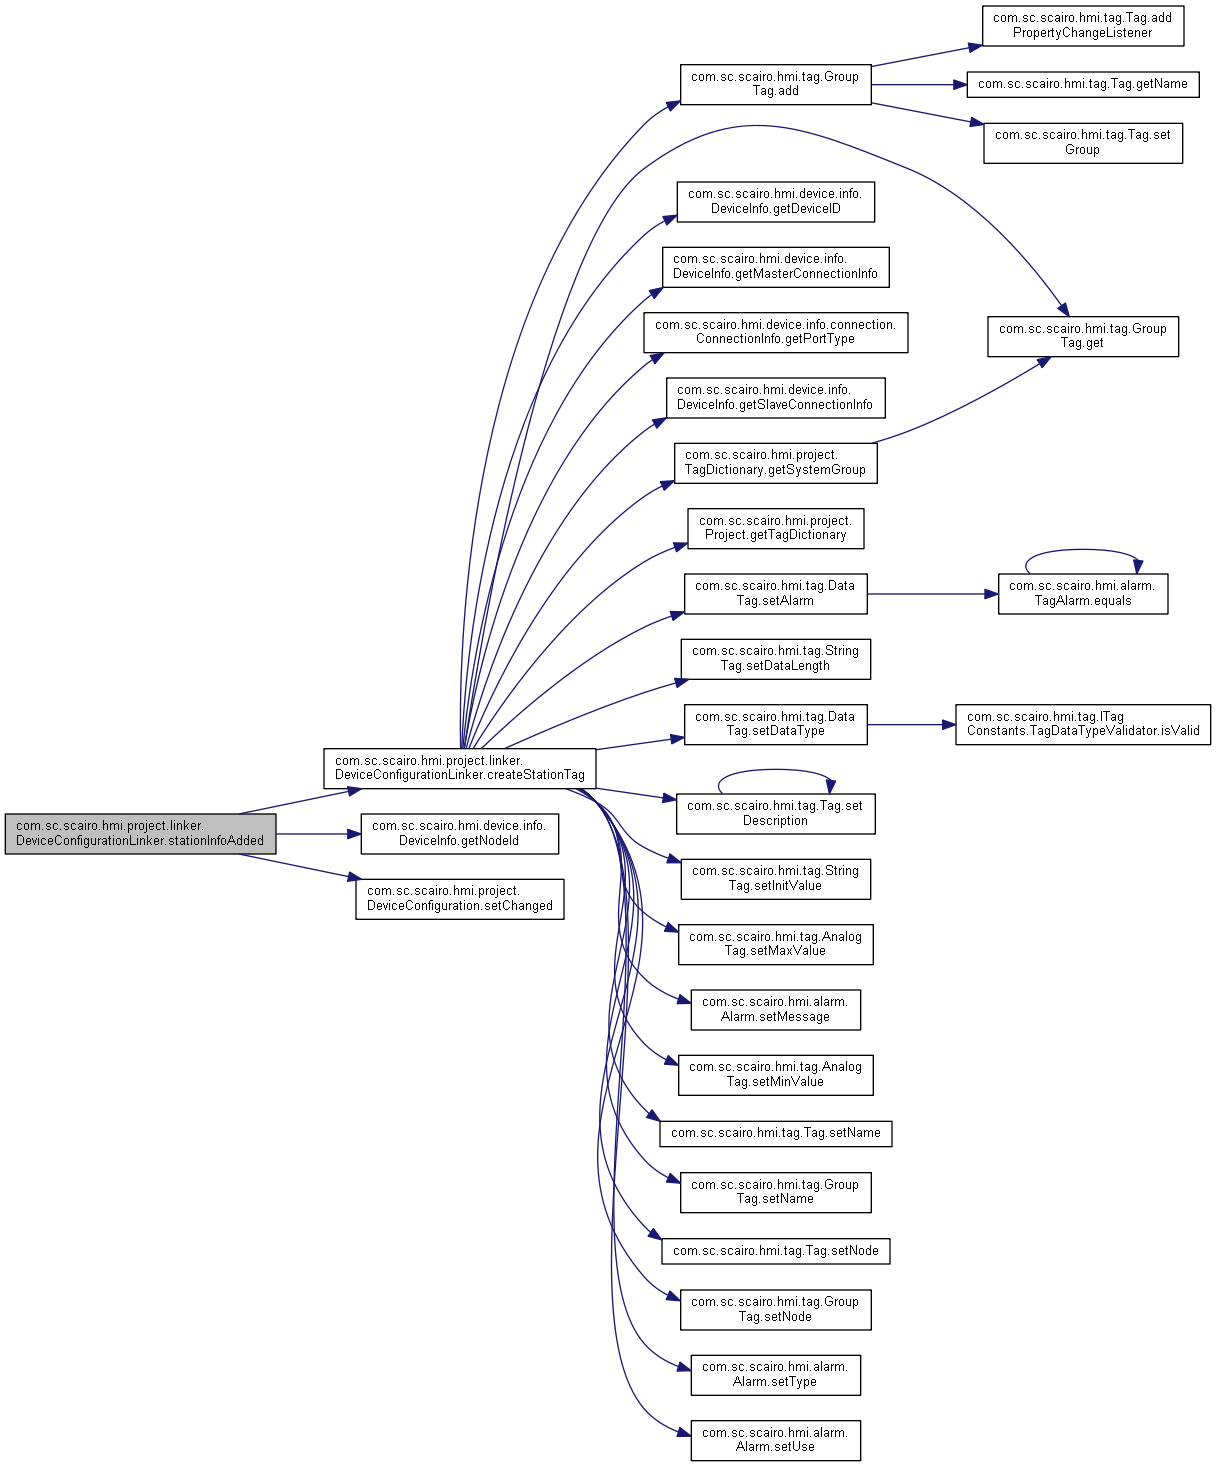 com.sc.scairo.hmi.tag.Tag.add
PropertyChangeListener
com.sc.scairo.hmi.tag.Group
Tag.add
com.sc.scairo.hmi.tag.Tag.getName
com.sc.scairo.hmi.tag.Tag.set
Group
com.sc.scairo.hmi.device.info.
DeviceInfo.getDeviceID
com.sc.scairo.hmi.device.info.
DeviceInfo.getMasterConnectionInfo
com.sc.scairo.hmi.device.info.connection.
ConnectionInfo.getPortType
com.sc.scairo.hmi.tag.Group
Tag.get
com.sc.scairo.hmi.device.info.
DeviceInfo.getSlaveConnectionInfo
com.sc.scairo.hmi.project.
TagDictionary.getSystemGroup
com.sc.scairo.hmi.project.
Project.getTagDictionary
com.sc.scairo.hmi.tag.Data
Tag.setAlarm
com.sc.scairo.hmi.alarm.
TagAlarm.equals
com.sc.scairo.hmi.tag.String
Tag.setDataLength
com.sc.scairo.hmi.tag.Data
Tag.setDataType
com.sc.scairo.hmi.tag.ITag
Constants.TagDataTypeValidator.isValid
com.sc.scairo.hmi.project.linker.
DeviceConfigurationLinker.createStationTag
com.sc.scairo.hmi.tag.Tag.set
Description
com.sc.scairo.hmi.project.linker.
DeviceConfigurationLinker.stationInfoAdded
com.sc.scairo.hmi.device.info.
DeviceInfo.getNodeId
com.sc.scairo.hmi.tag.String
Tag.setInitValue
com.sc.scairo.hmi.project.
DeviceConfiguration.setChanged
com.sc.scairo.hmi.tag.Analog
Tag.setMaxValue
com.sc.scairo.hmi.alarm.
Alarm.setMessage
com.sc.scairo.hmi.tag.Analog
Tag.setMinValue
com.sc.scairo.hmi.tag.Tag.setName
com.sc.scairo.hmi.tag.Group
Tag.setName
com.sc.scairo.hmi.tag.Tag.setNode
com.sc.scairo.hmi.tag.Group
Tag.setNode
com.sc.scairo.hmi.alarm.
Alarm.setType
com.sc.scairo.hmi.alarm.
Alarm.setUse